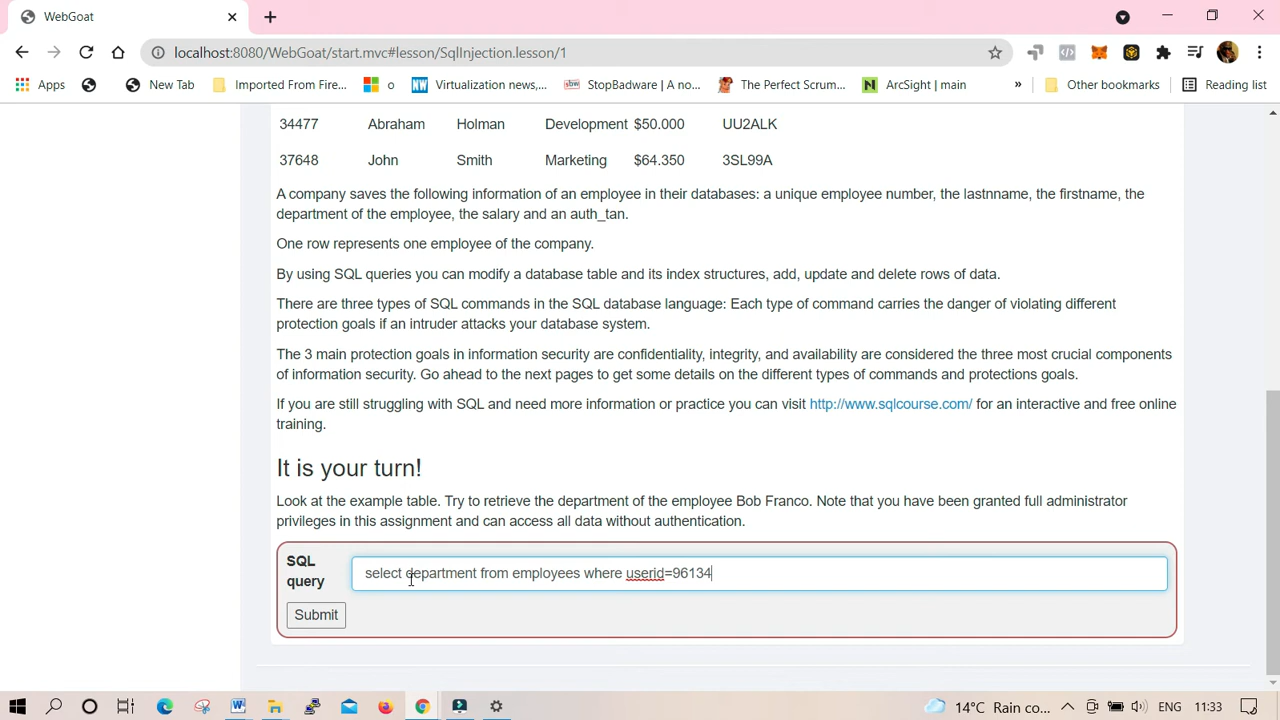 WebGoat
localhost:8080/WebGoat/start.mvc#lesson/SqlInjection.lesson/1
Apps New Tab Imported From Fire... o NW Virtualization news,... sbw StopBadware | A no... The Perfect Scrum... N ArcSight | main » Other bookmarks Reading list
34477 Abraham Holman Development $50.000 UU2ALK
37648 John Smith Marketing $64.350 3SL99A
A company saves the following information of an employee in their databases: a unique employee number, the lastnname, the firstname, the
department of the employee, the salary and an auth_tan.
One row represents one employee of the company.
By using SQL queries you can modify a database table and its index structures, add, update and delete rows of data.
There are three types of SQL commands in the SQL database language: Each type of command carries the danger of violating different
protection goals if an intruder attacks your database system.
The 3 main protection goals in information security are confidentiality, integrity, and availability are considered the three most crucial components
of information security. Go ahead to the next pages to get some details on the different types of commands and protections goals.
If you are still struggling with SQL and need more information or practice you can visit http://www.sqlcourse.com/ for an interactive and free online
training.
It is your turn!
Look at the example table. Try to retrieve the department of the employee Bob Franco. Note that you have been granted full administrator
privileges in this assignment and can access all data without authentication.
SQL
query
select department from employees where userid=96134
Submit
14°C Rain co... ENG 11:33